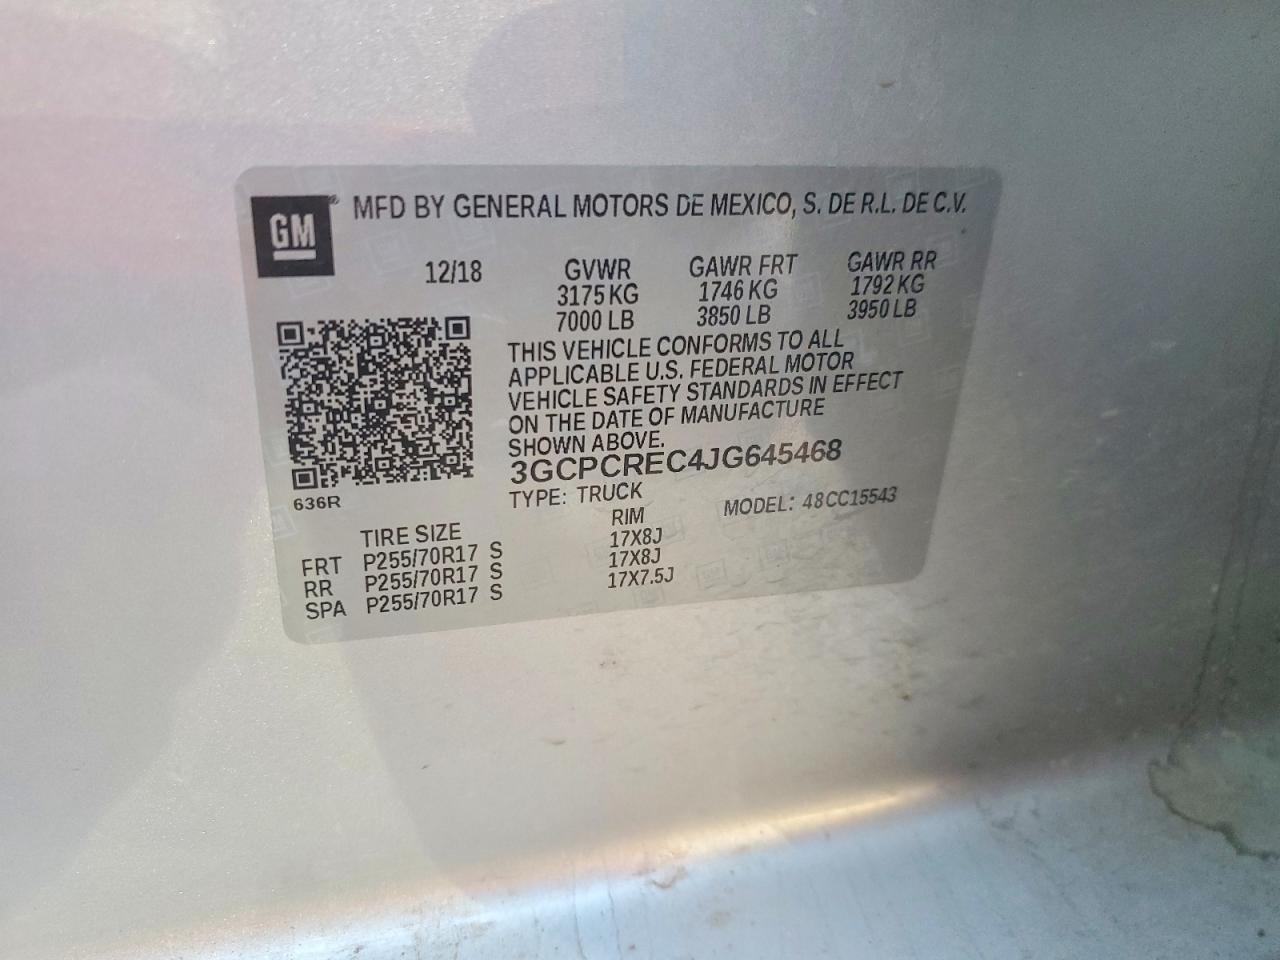 GM ® MFD BY GENERAL MOTORS DE MEXICO, S. DE R.L. DE C.V.
12/18 GVWR GAWR FRT GAWR RR
3175 KG 1746 KG 1792 KG
7000 LB 3850 LB 3950 LB
THIS VEHICLE CONFORMS TO ALL
APPLICABLE U.S. FEDERAL MOTOR
VEHICLE SAFETY STANDARDS IN EFFECT
ON THE DATE OF MANUFACTURE
SHOWN ABOVE.
3GCPCREC4JG645468
636R
TYPE: TRUCK MODEL: 48CC15543
TIRE SIZE RIM
FRT P255/70R17 S 17X8J
RR P255/70R17 S 17X8J
SPA P255/70R17 S 17X7.5J